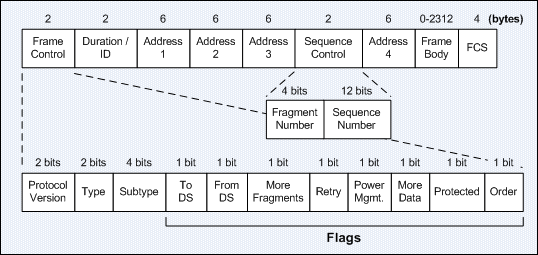 2 2 6 6 6 2 6 0-2312 4 (bytes)
Frame Control
Duration / ID
Address 1
Address 2
Address 3
Sequence Control
Address 4
Frame Body
FCS
4 bits 12 bits
Fragment Number
Sequence Number
2 bits 2 bits 4 bits 1 bit 1 bit 1 bit 1 bit 1 bit 1 bit 1 bit 1 bit
Protocol Version
Type
Subtype
To DS
From DS
More Fragments
Retry
Power Mgmt.
More Data
Protected
Order
Flags